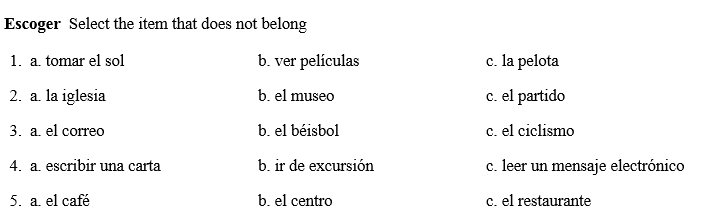 Escoger Select the item that does not belong
1. a. tomar el sol b. ver películas c. la pelota
2. a. la iglesia b. el museo c. el partido
3. a. el correo b. el béisbol c. el ciclismo
4. a. escribir una carta b. ir de excursión c. leer un mensaje electrónico
5. a. el café b. el centro c. el restaurante